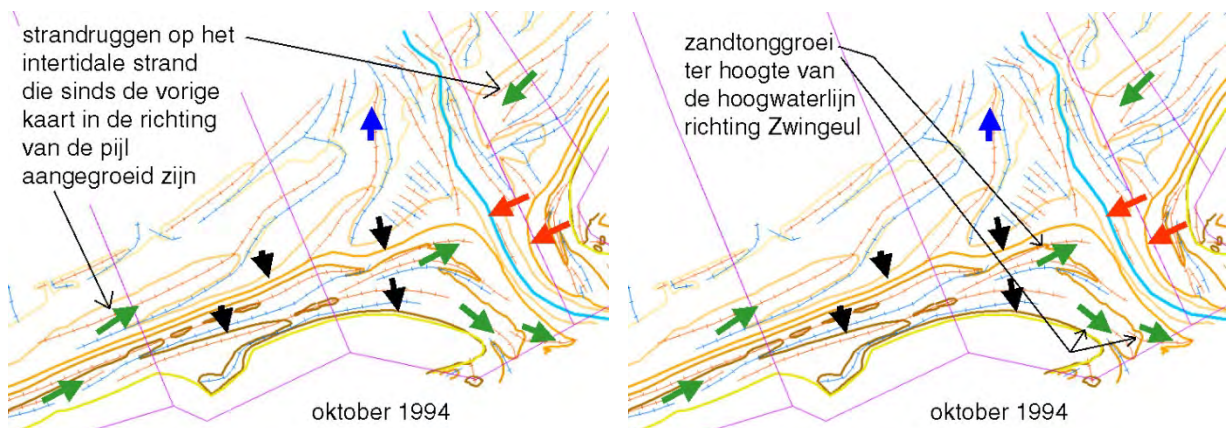 strandruggen op het
intertidale strand
die sinds de vorige
kaart in de richting
van de pijl
aangegroeid zijn
oktober 1994
zandtonggroei
ter hoogte van
de hoogwaterlijn
richting Zwingeul
oktober 1994